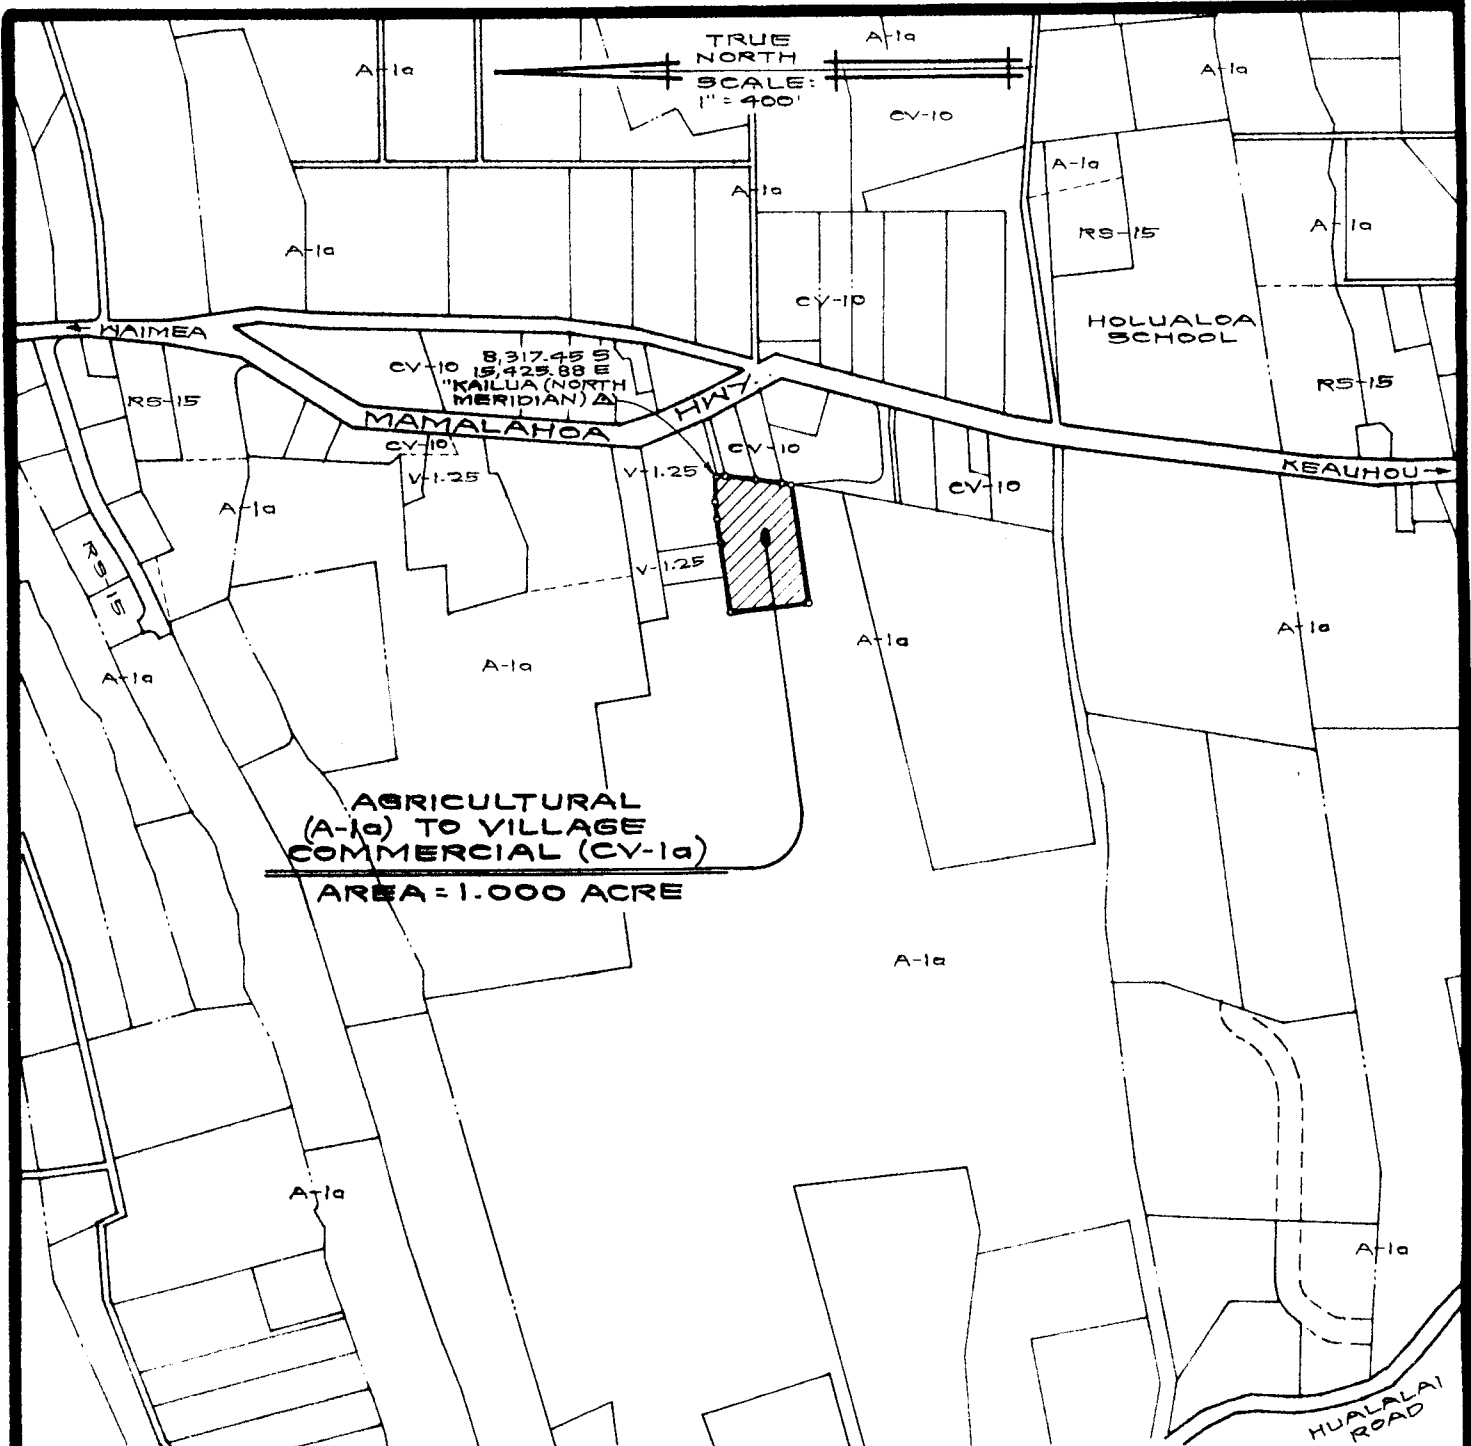 TRUE
NORTH
SCALE:
1" = 400'
A-1a
A-1a
A-1a
CV-10
A-1a
A-1a
RS-15
A-1a
A-1a
CV-10
HOLUALOA
SCHOOL
RS-15
← WAIMEA
CV-10
8,317.45 S
15,425.88 E
"KAILUA (NORTH
MERIDIAN) △
RS-15
MAMALAHOA
HWY.
CV-10
CV-10
V-1.25
V-1.25
CV-10
KEAUHOU →
A-1a
RS-15
V-1.25
A-1a
A-1a
A-1a
A-1a
AGRICULTURAL
(A-1a) TO VILLAGE
COMMERCIAL (CV-1a)
AREA = 1.000 ACRE
A-1a
A-1a
A-1a
HUALALAI
ROAD